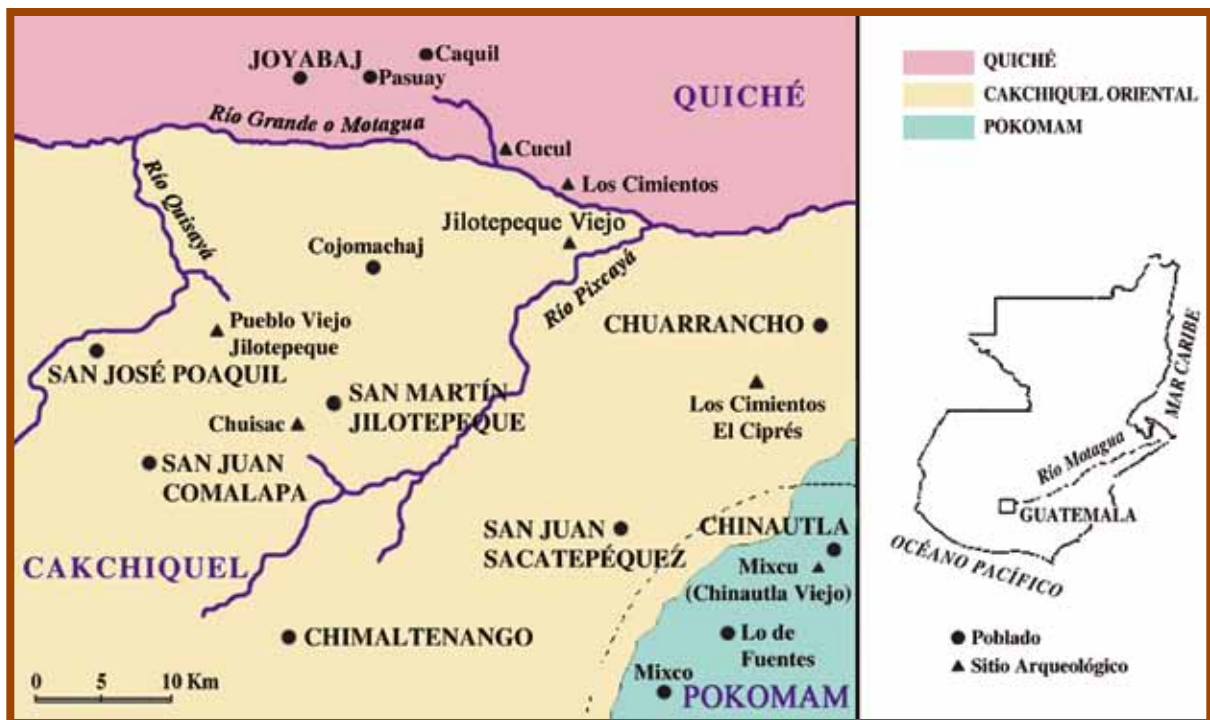 JOYABAJ
Caquil
Pasuay
QUICHÉ
Río Grande o Motagua
Cucul
Los Cimientos
Río Quisayá
Jilotepeque Viejo
Cojomachaj
Río Pixcayá
Pueblo Viejo
Jilotepeque
CHUARRANCHO
SAN JOSÉ POAQUIL
SAN MARTÍN
JILOTEPEQUE
Los Cimientos
El Ciprés
Chuisac
SAN JUAN
COMALAPA
SAN JUAN
SACATEPÉQUEZ
CHINAUTLA
Mixcu
(Chinautla Viejo)
CAKCHIQUEL
CHIMALTENANGO
Lo de
Fuentes
Mixco
POKOMAM
0 5 10 Km
QUICHÉ
CAKCHIQUEL ORIENTAL
POKOMAM
MAR CARIBE
Río Motagua
GUATEMALA
OCÉANO PACÍFICO
Poblado
Sitio Arqueológico